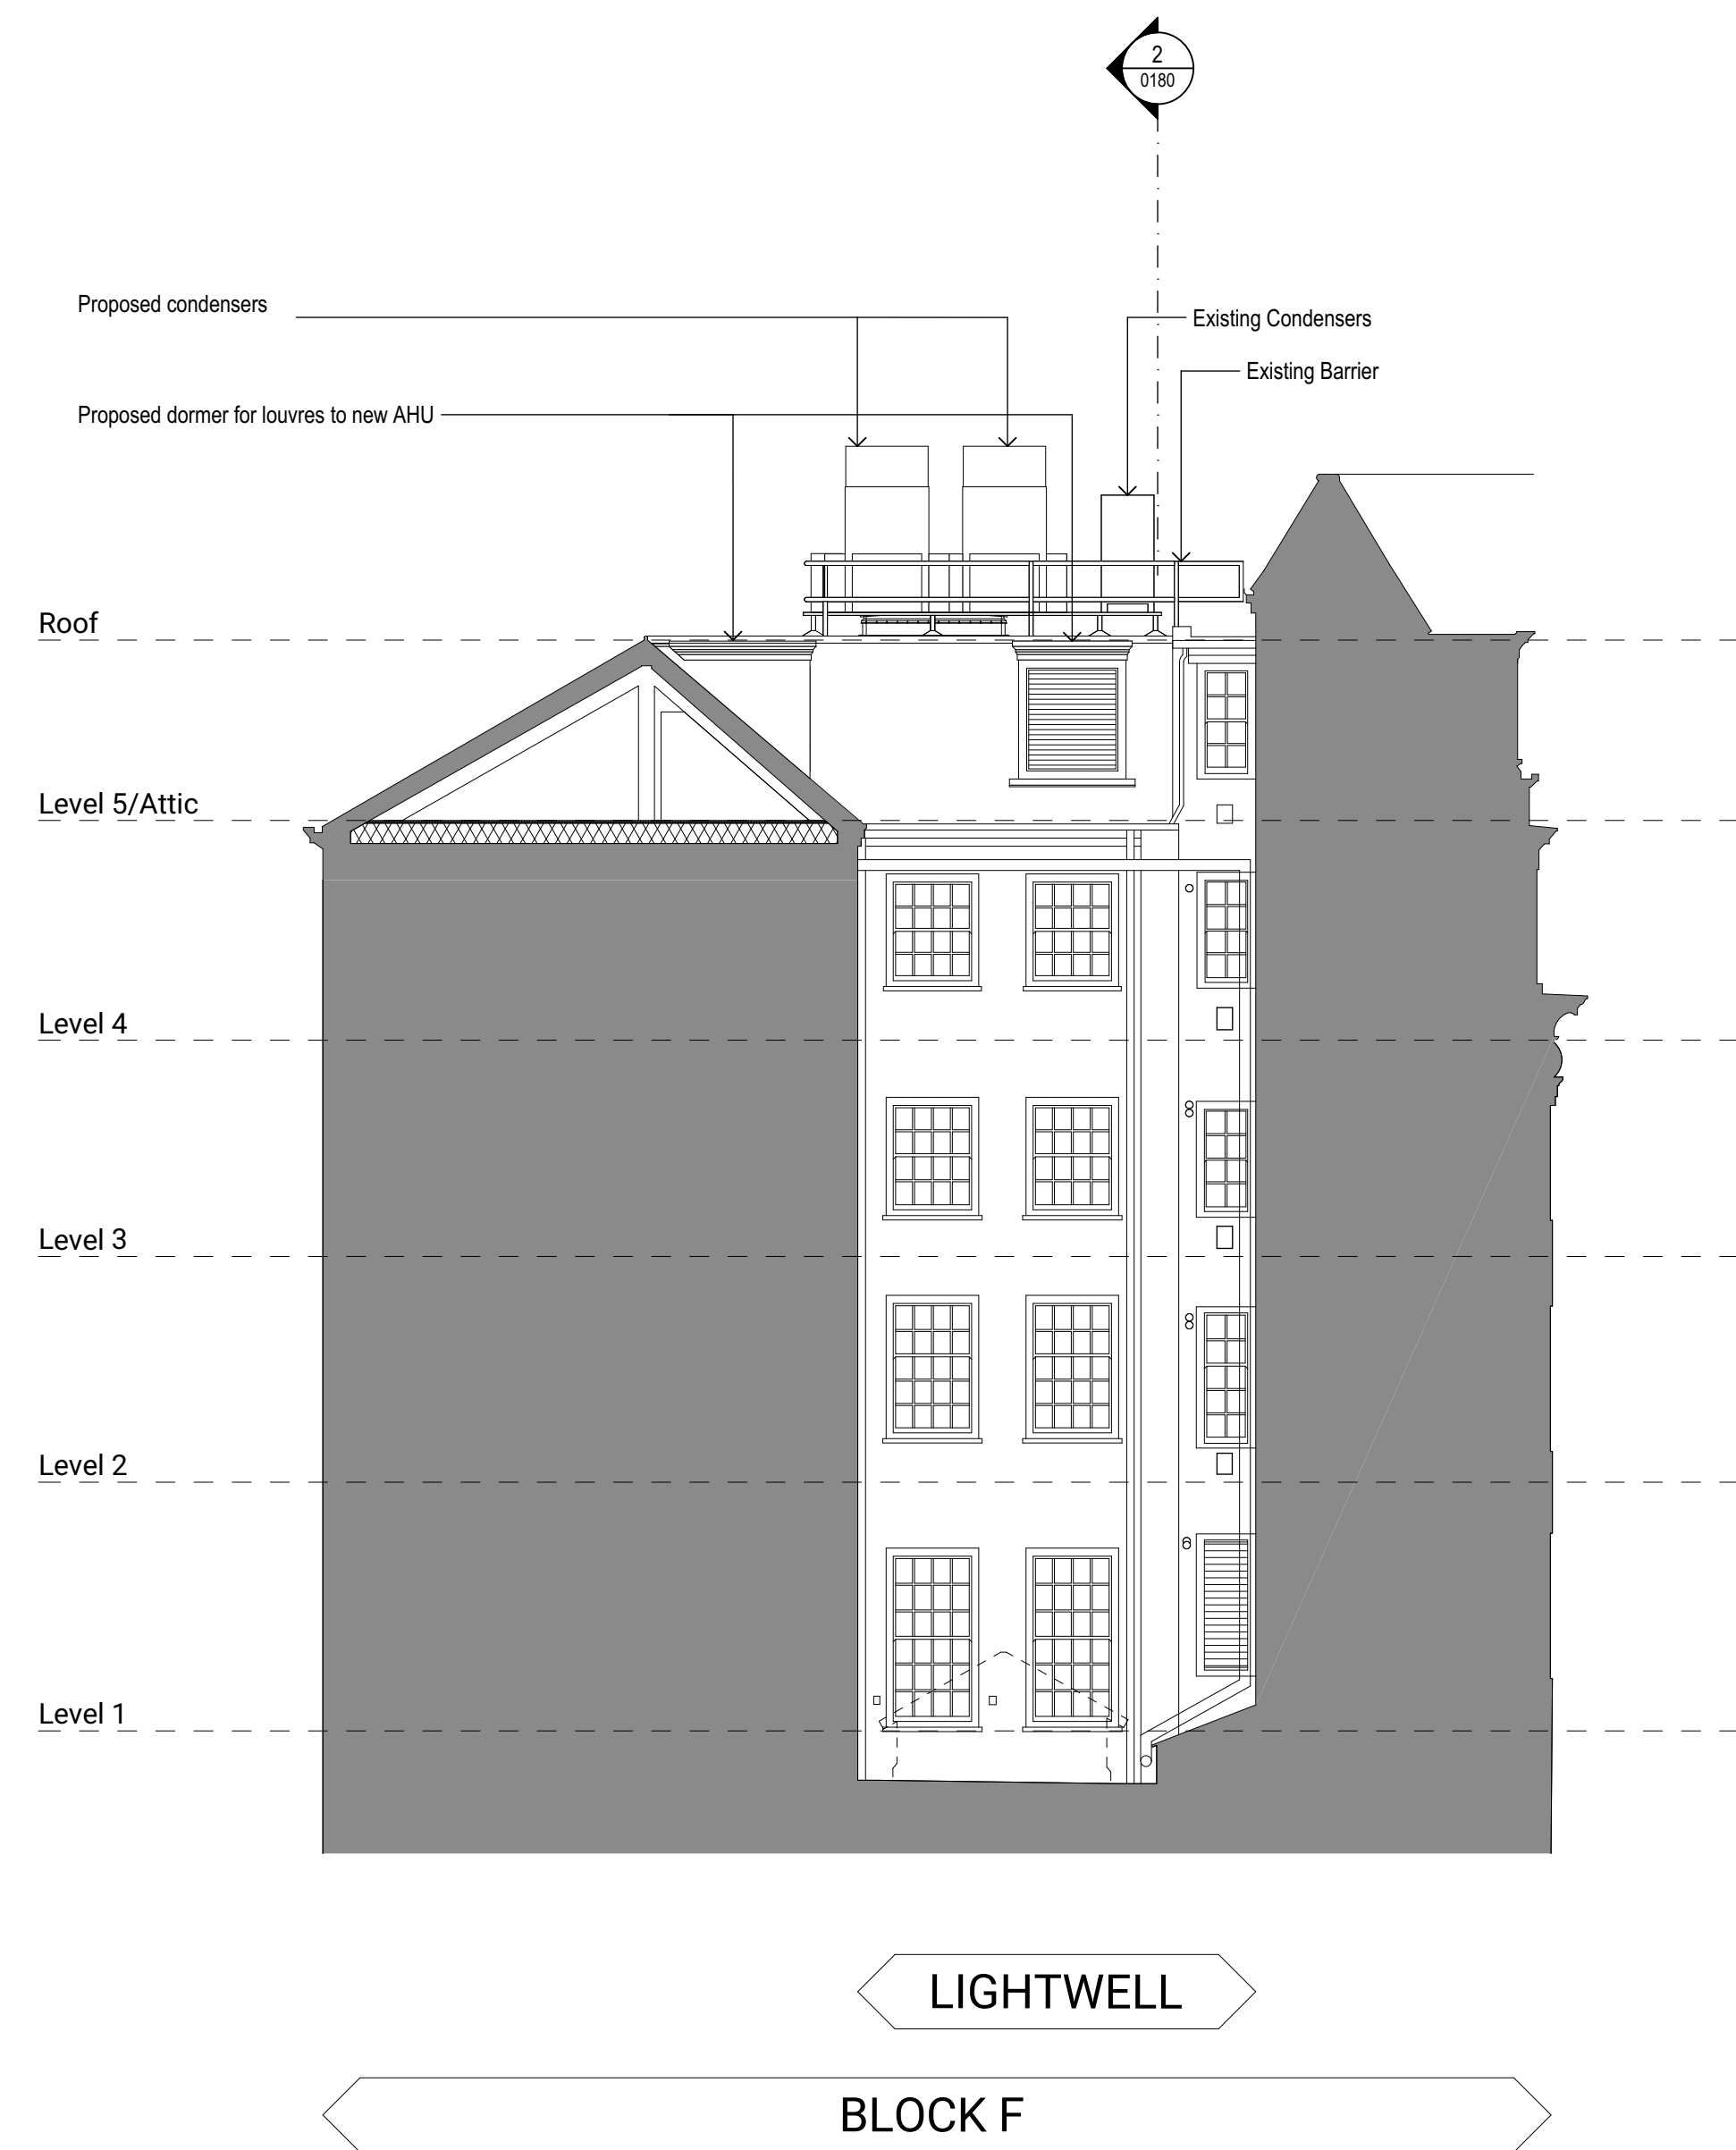 2
0180
Proposed condensers
Existing Condensers
Existing Barrier
Proposed dormer for louvres to new AHU
Roof
Level 5/Attic
Level 4
Level 3
Level 2
Level 1
LIGHTWELL
BLOCK F